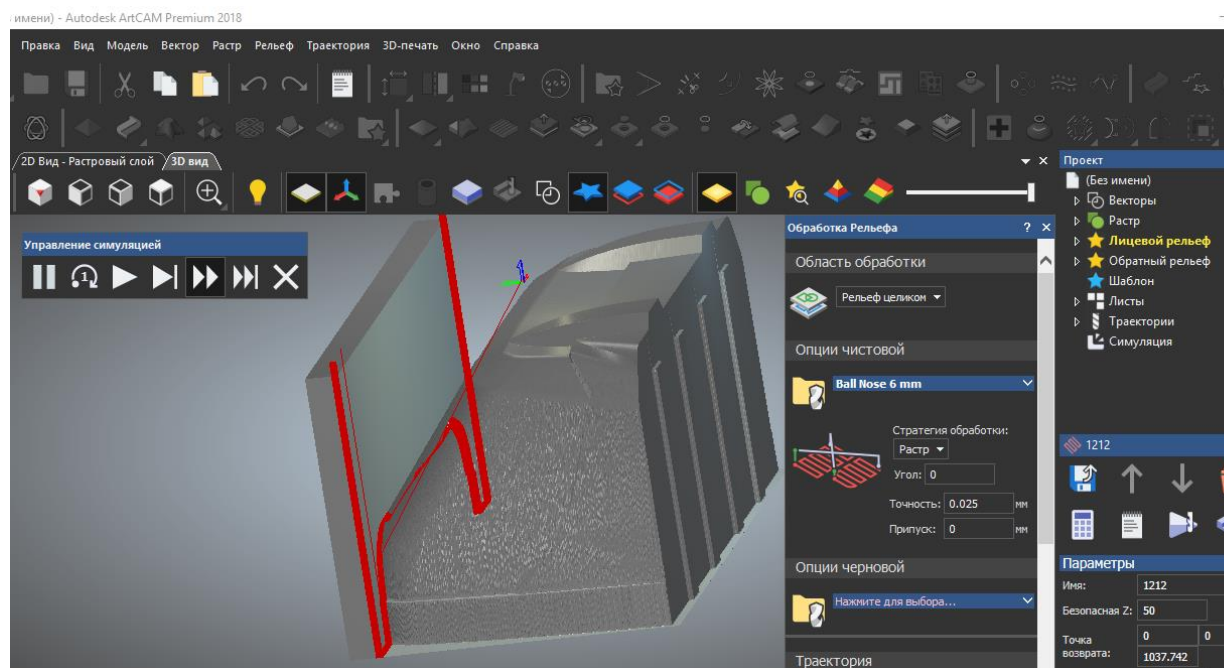 имени) - Autodesk ArtCAM Premium 2018
Правка Вид Модель Вектор Растр Рельеф Траектория 3D-печать Окно Справка
2D Вид - Растровый слой 3D вид
Проект
(Без имени)
Векторы
Растр
Лицевой рельеф
Обратный рельеф
Шаблон
Листы
Траектории
Симуляция
Управление симуляцией
1
Обработка Рельефа ? ×
Область обработки
Рельеф целиком
Опции чистовой
Ball Nose 6 mm
Стратегия обработки:
Растр
Угол: 0
Точность: 0.025 мм
Припуск: 0 мм
Опции черновой
Нажмите для выбора...
Траектория
1212
Параметры
Имя: 1212
Безопасная Z: 50
Точка возврата: 0 0
1037.742